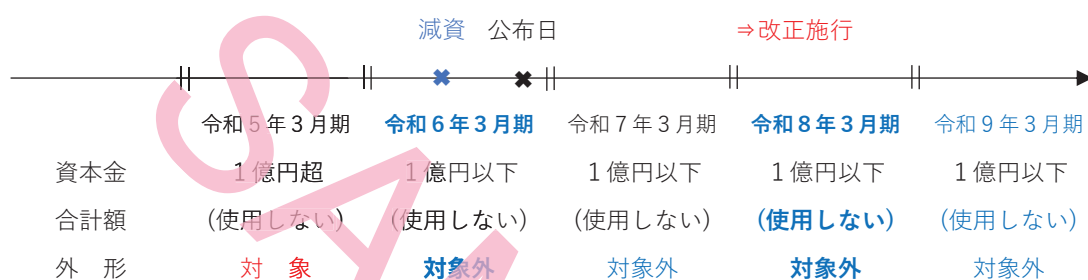 減資 公布日 ⇒改正施行
令和5年3月期 令和6年3月期 令和7年3月期 令和8年3月期 令和9年3月期
資本金 1億円超 1億円以下 1億円以下 1億円以下 1億円以下
合計額 (使用しない) (使用しない) (使用しない) (使用しない) (使用しない)
外 形 対 象 対象外 対象外 対象外 対象外